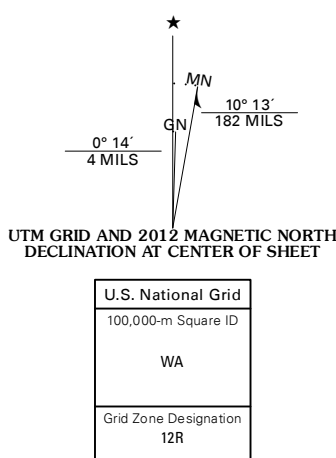 ★
MN
GN
10° 13´
182 MILS
0° 14´
4 MILS
UTM GRID AND 2012 MAGNETIC NORTH
DECLINATION AT CENTER OF SHEET
U.S. National Grid
100,000-m Square ID
WA
Grid Zone Designation
12R